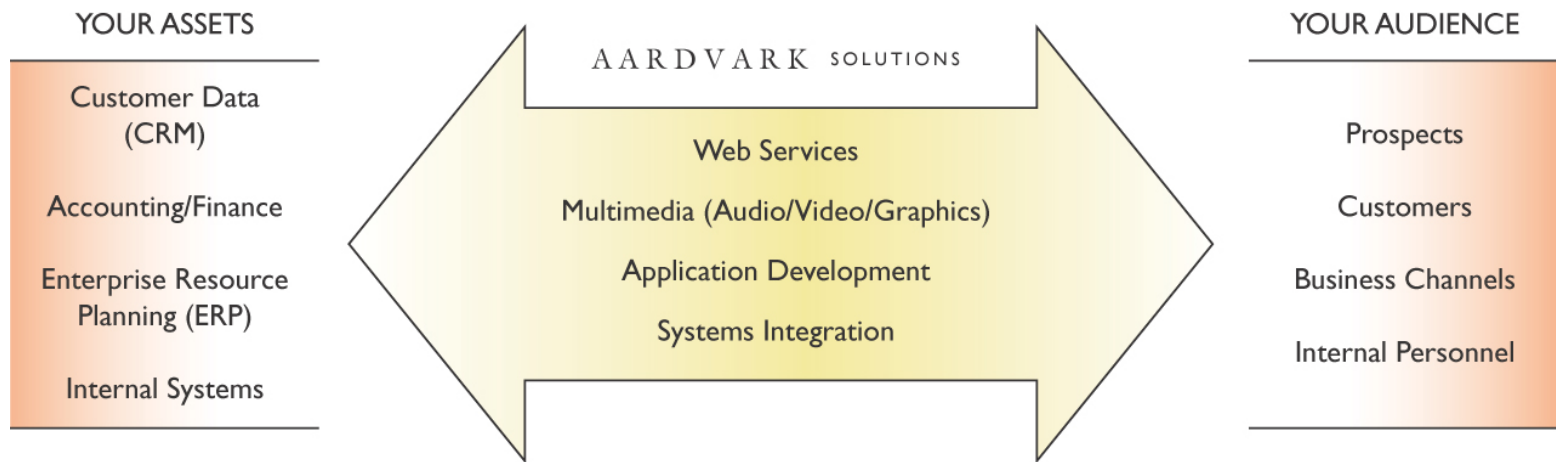 YOUR ASSETS
Customer Data
(CRM)
Accounting/Finance
Enterprise Resource
Planning (ERP)
Internal Systems
AARDVARK SOLUTIONS
Web Services
Multimedia (Audio/Video/Graphics)
Application Development
Systems Integration
YOUR AUDIENCE
Prospects
Customers
Business Channels
Internal Personnel